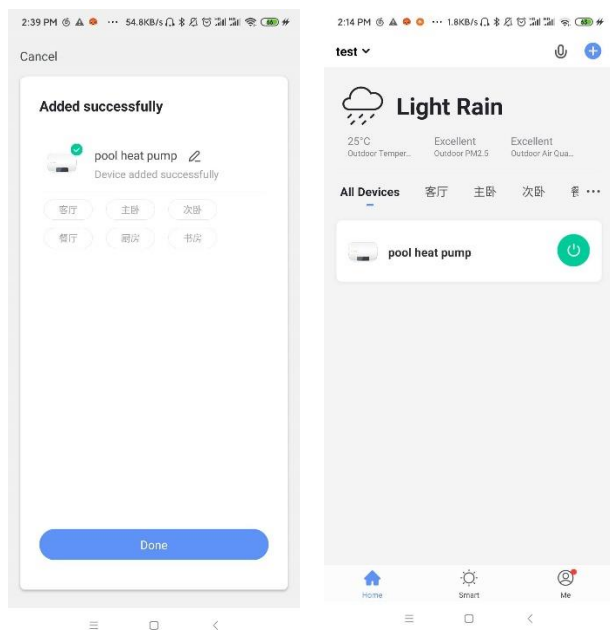 2:39 PM
54.8KB/s
Cancel
Added successfully
pool heat pump
Device added successfully
客厅 主卧 次卧
餐厅 厨房 书房
Done
2:14 PM
1.8KB/s
test
Light Rain
25°C Excellent Excellent
Outdoor Temper... Outdoor PM2.5 Outdoor Air Qua...
All Devices 客厅 主卧 次卧
pool heat pump
Home Smart Me